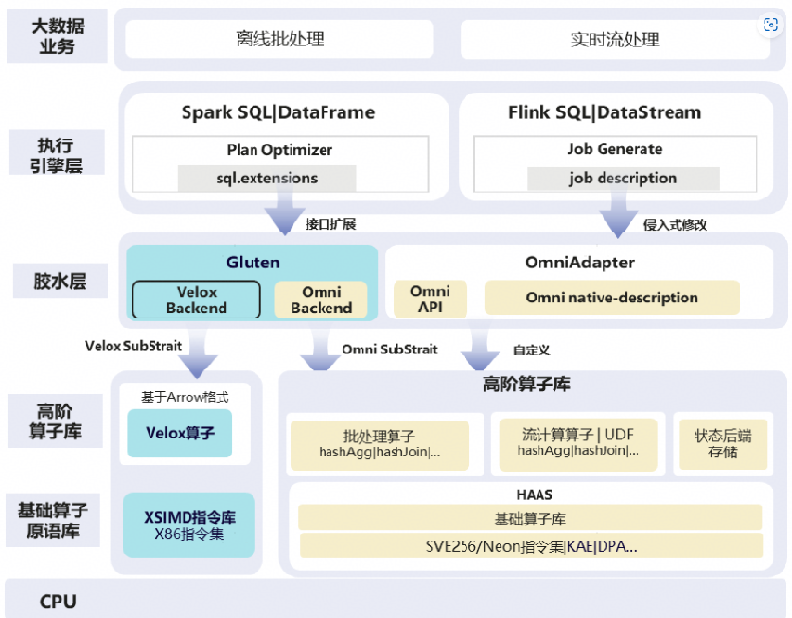 大数据
业务
离线批处理
实时流处理
执行
引擎层
Spark SQL|DataFrame
Plan Optimizer
sql.extensions
Flink SQL|DataStream
Job Generate
job description
接口扩展
侵入式修改
胶水层
Gluten
Velox
Backend
Omni
Backend
OmniAdapter
Omni
API
Omni native-description
Velox SubStrait
Omni SubStrait
自定义
高阶
算子库
基于Arrow格式
Velox算子
高阶算子库
批处理算子
hashAgg|hashJoin|...
流计算算子 | UDF
hashAgg|hashJoin|...
状态后端
存储
基础算子
原语库
XSIMD指令库
X86指令集
HAAS
基础算子库
SVE256/Neon指令集|KAE|DPA...
CPU